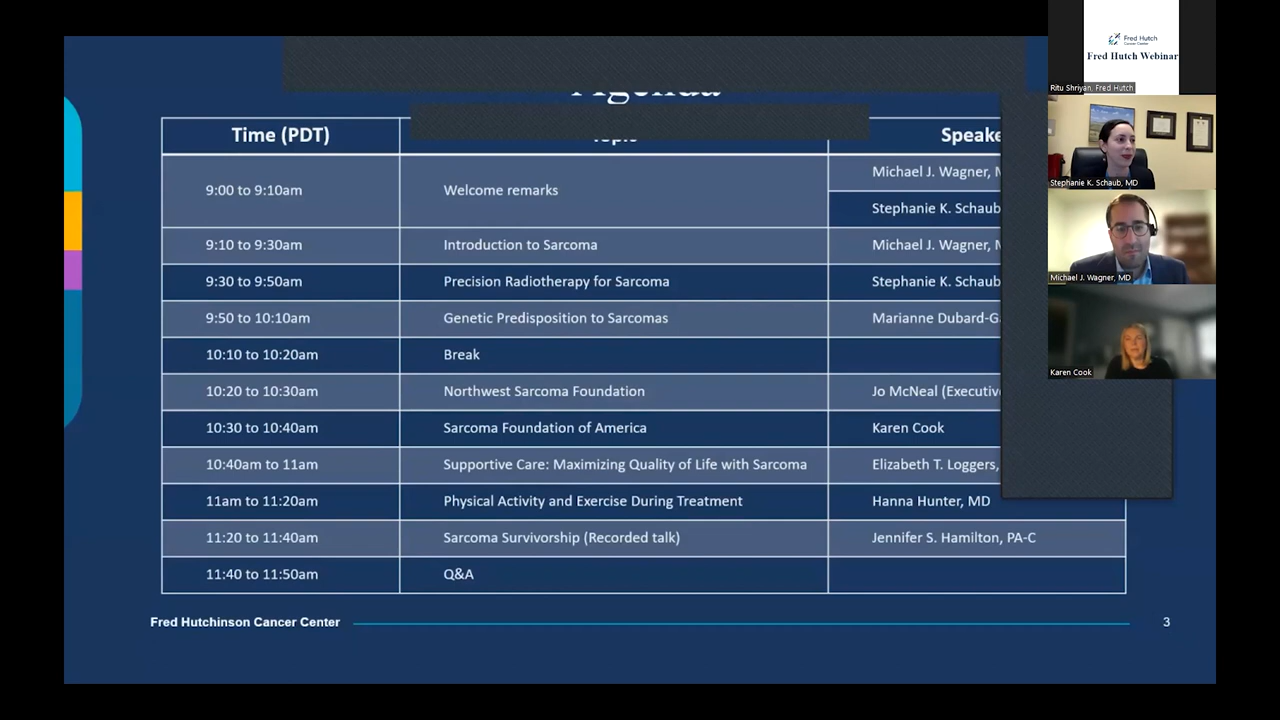 Agenda
Time (PDT) Topic
9:00 to 9:10am Welcome remarks Michael J. Wagner,
Stephanie K. Schaub
9:10 to 9:30am Introduction to Sarcoma Michael J. Wagner,
9:30 to 9:50am Precision Radiotherapy for Sarcoma Stephanie K. Schaub
9:50 to 10:10am Genetic Predisposition to Sarcomas Marianne Dubard-G
10:10 to 10:20am Break
10:20 to 10:30am Northwest Sarcoma Foundation Jo McNeal
10:30 to 10:40am Sarcoma Foundation of America Karen Cook
10:40am to 11am Supportive Care: Maximizing Quality of Life with Sarcoma Elizabeth T. Loggers,
11am to 11:20am Physical Activity and Exercise During Treatment Hanna Hunter, MD
11:20 to 11:40am Sarcoma Survivorship (Recorded talk) Jennifer S. Hamilton, PA-C
11:40 to 11:50am Q&A
Fred Hutchinson Cancer Center 3
Fred Hutch
Cancer Center
Fred Hutch Webinar
Ritu Shriyan, Fred Hutch
Stephanie K. Schaub, MD
Michael J. Wagner, MD
Karen Cook